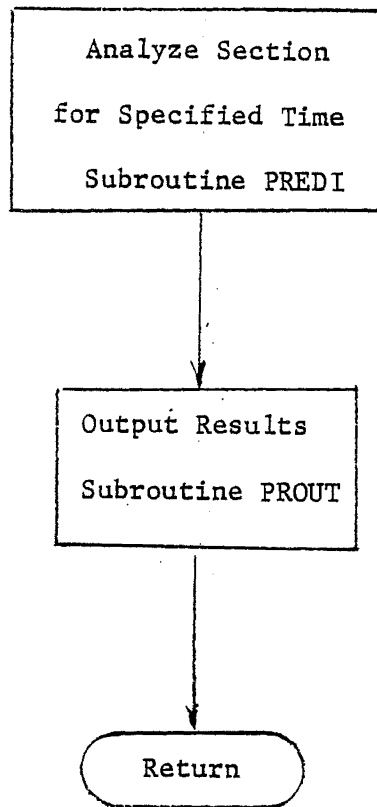 Analyze Section
for Specified Time
Subroutine PREDI
Output Results
Subroutine PROUT
Return